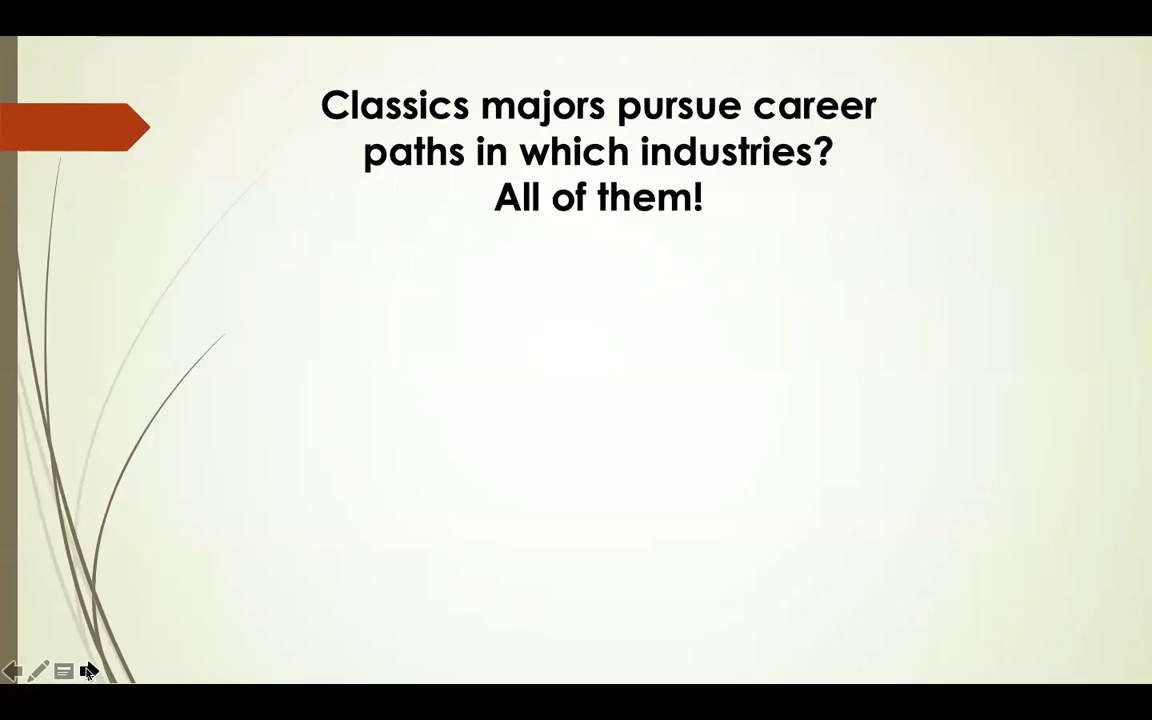 Classics majors pursue career
paths in which industries?
All of them!